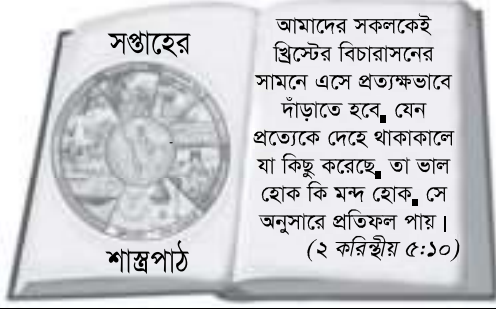 সপ্তাহের
শাস্ত্রপাঠ
আমাদের সকলকেই
খ্রিস্টের বিচারাসনের
সামনে এসে প্রত্যক্ষভাবে
দাঁড়াতে হবে, যেন
প্রত্যেকে দেহে থাকাকালে
যা কিছু করেছে, তা ভাল
হোক কি মন্দ হোক, সে
অনুসারে প্রতিফল পায়।
(২ করিন্থীয় ৫:১০)